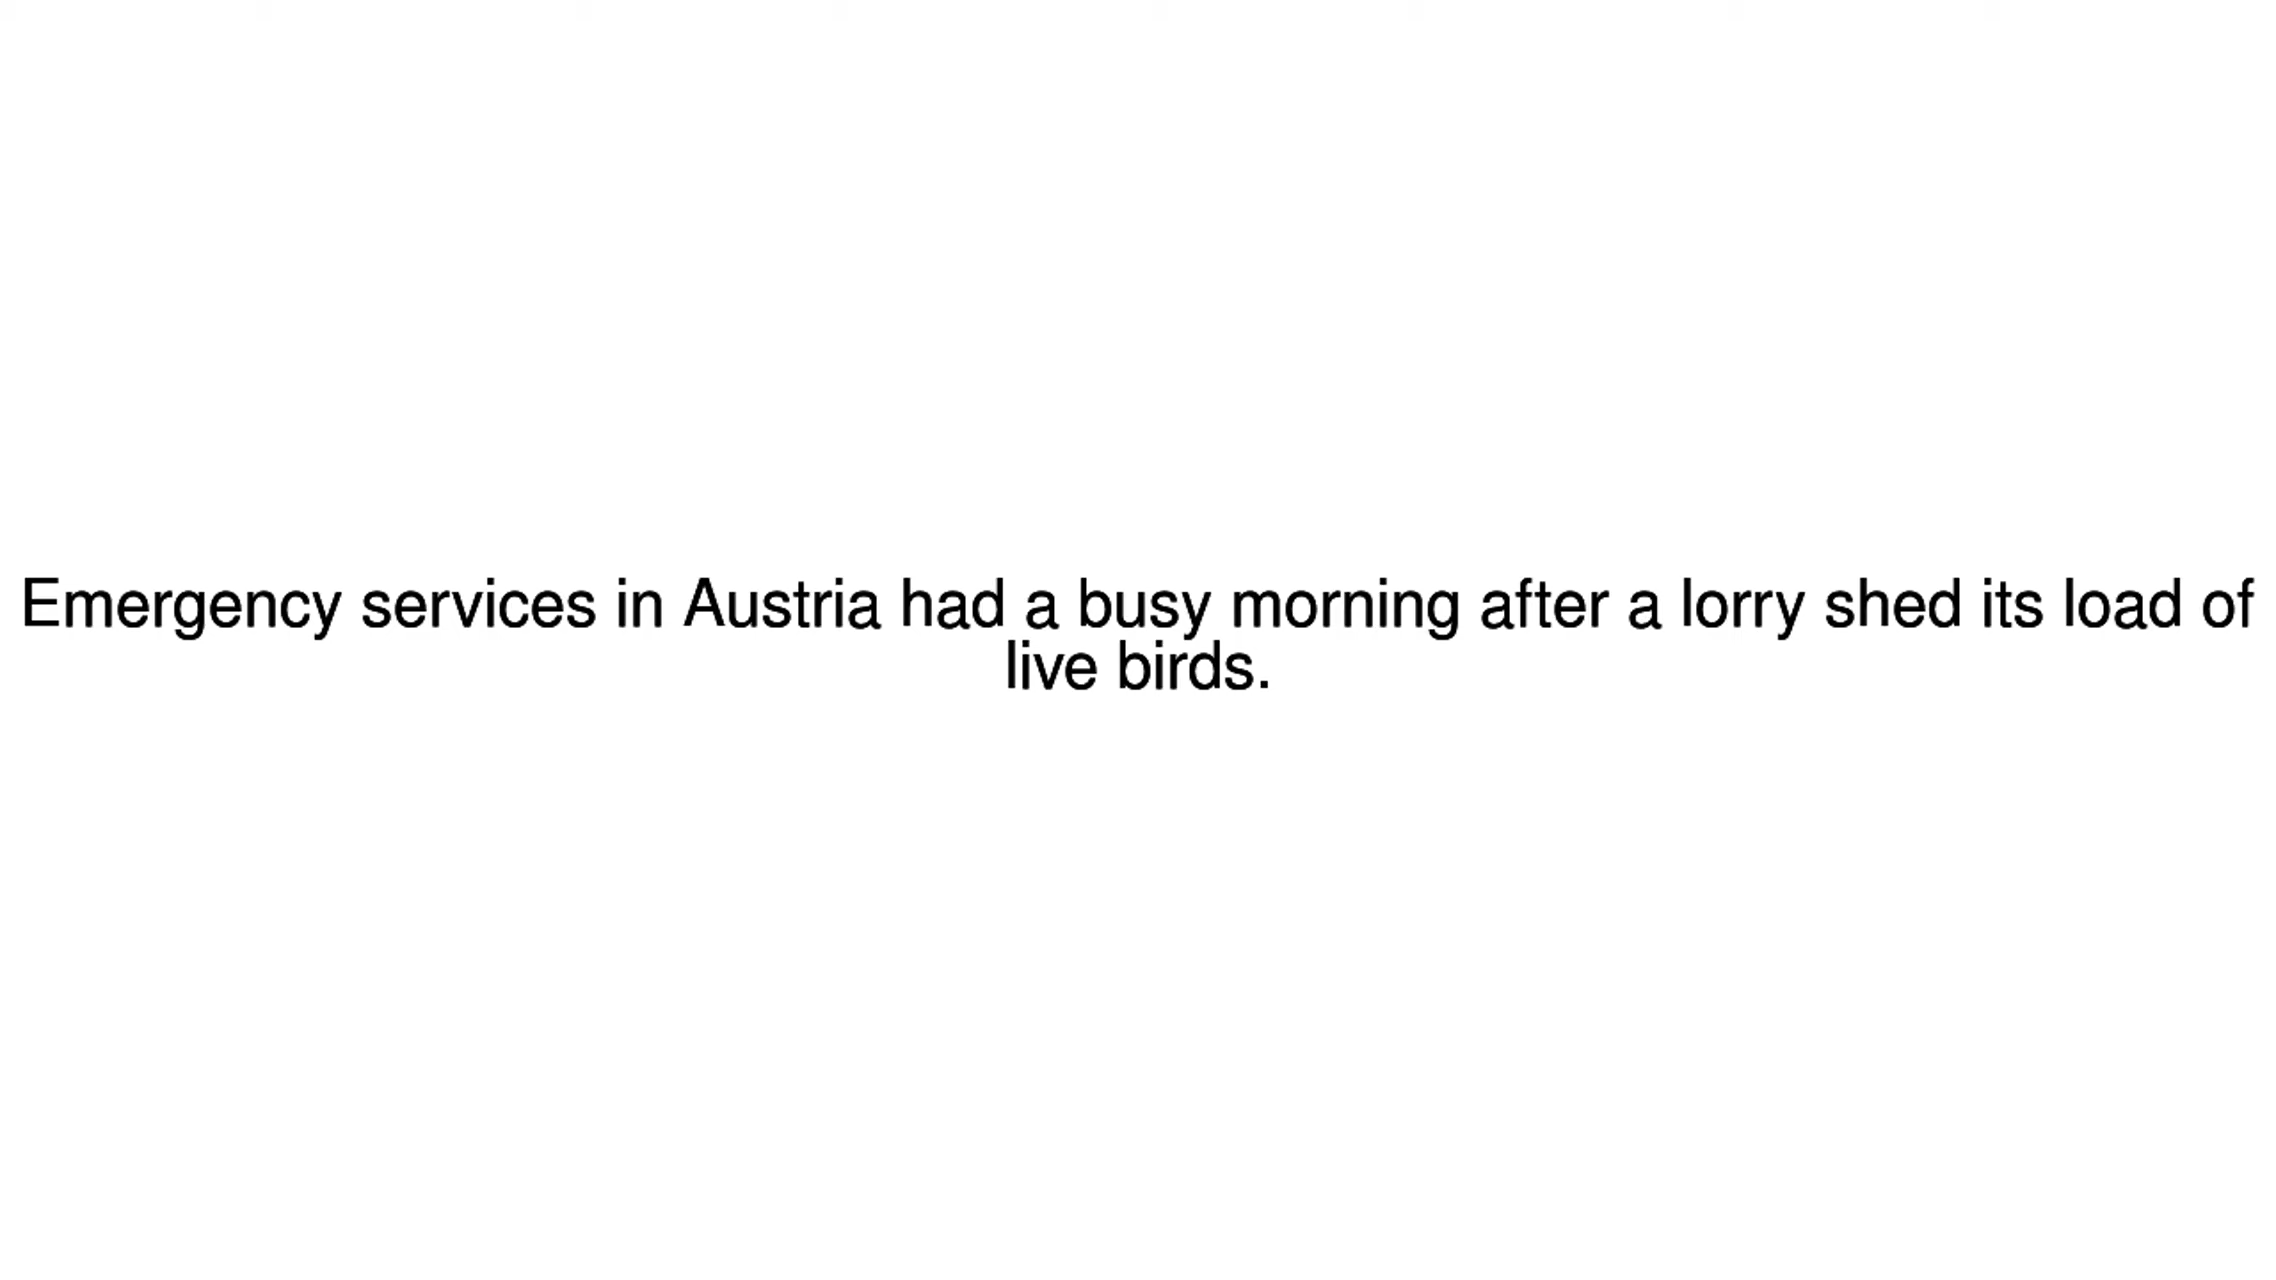 Emergency services in Austria had a busy morning after a lorry shed its load of
live birds.